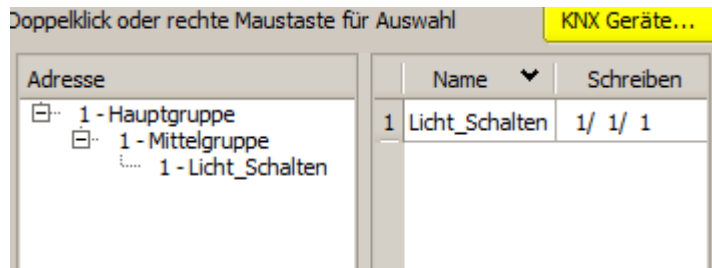 Doppelklick oder rechte Maustaste für Auswahl
KNX Geräte...
Adresse
1 - Hauptgruppe
1 - Mittelgruppe
1 - Licht_Schalten
Name Schreiben
1 Licht_Schalten 1/ 1/ 1